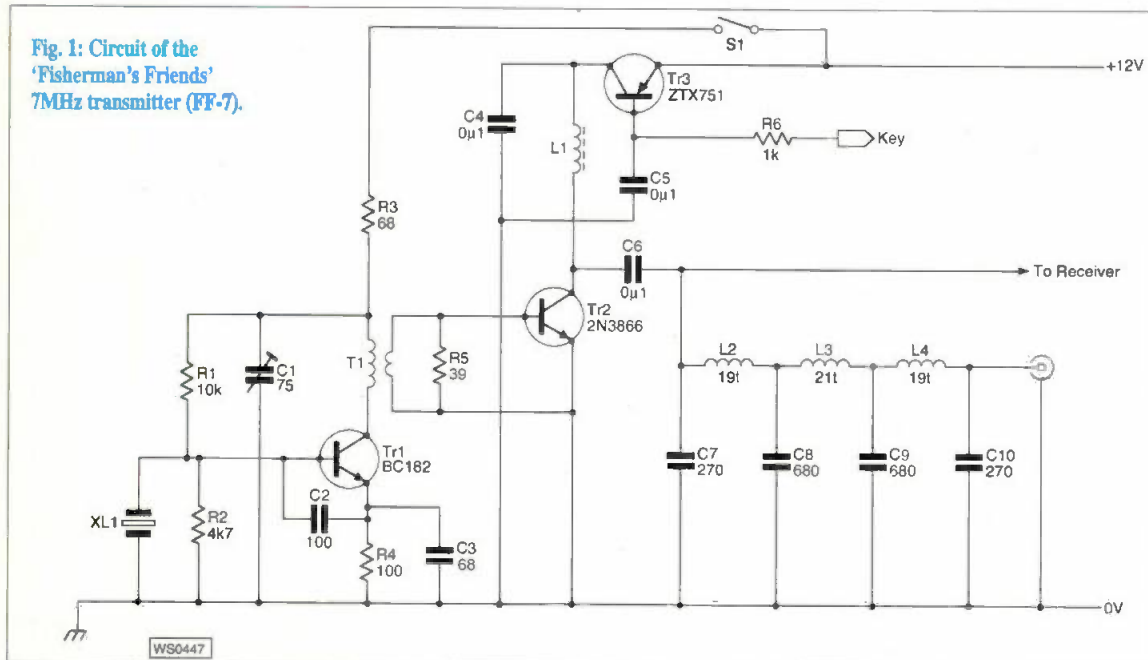 Fig. 1: Circuit of the
'Fisherman's Friends'
7MHz transmitter (FF-7).
S1
+12V
Tr3
ZTX751
C4
0µ1
L1
R6
1k
Key
C5
0µ1
R3
68
C6
0µ1
To Receiver
Tr2
2N3866
R1
10k
C1
75
T1
R5
39
L2
19t
L3
21t
L4
19t
Tr1
BC182
C7
270
C8
680
C9
680
C10
270
XL1
R2
4k7
C2
100
R4
100
C3
68
0V
WS0447